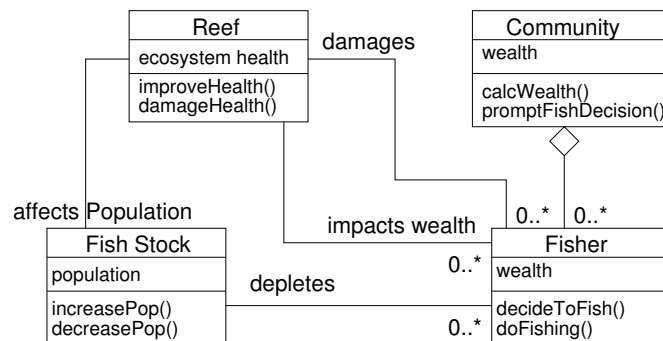 Reef
ecosystem health
improveHealth()
damageHealth()
damages
Community
wealth
calcWealth()
promptFishDecision()
affects Population
impacts wealth
0..*
0..*
0..*
Fish Stock
population
increasePop()
decreasePop()
depletes
0..*
Fisher
wealth
decideToFish()
doFishing()